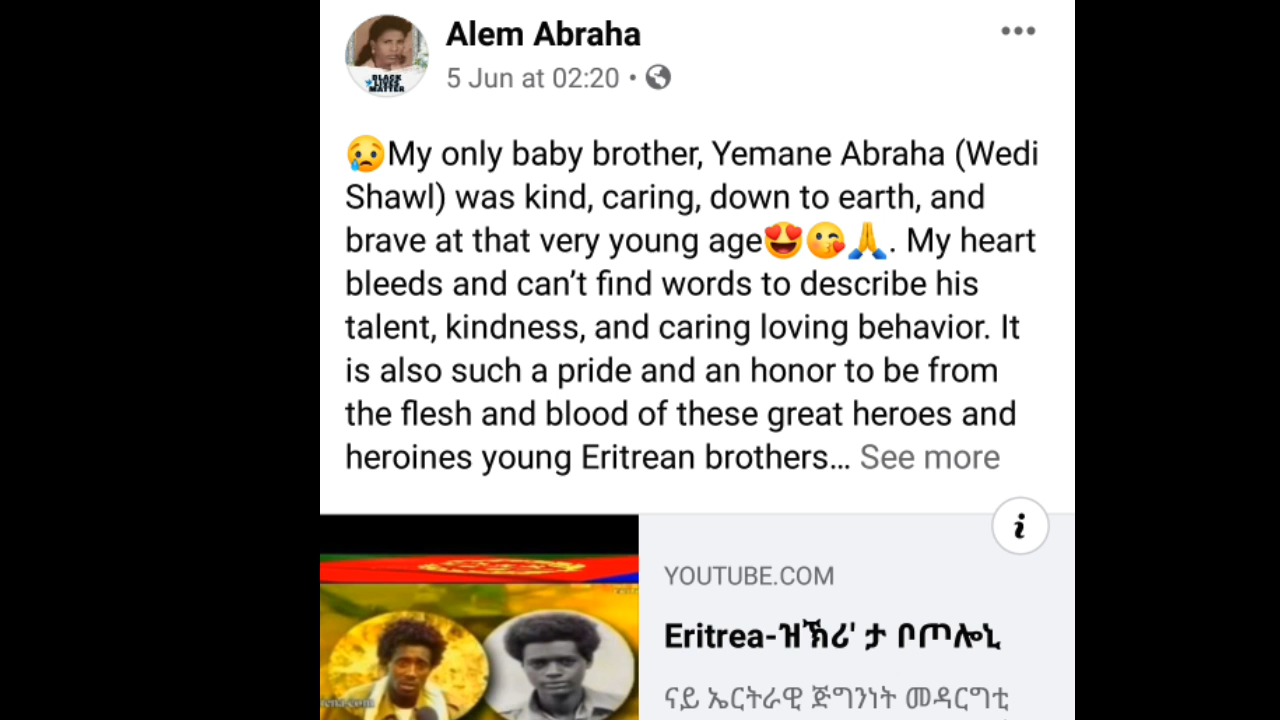 Alem Abraha
5 Jun at 02:20 •
BLACK
LIVES
MATTER
😢My only baby brother, Yemane Abraha (Wedi
Shawl) was kind, caring, down to earth, and
brave at that very young age😍😘🙏. My heart
bleeds and can’t find words to describe his
talent, kindness, and caring loving behavior. It
is also such a pride and an honor to be from
the flesh and blood of these great heroes and
heroines young Eritrean brothers... See more
YOUTUBE.COM
Eritrea-ዝኽሪ' ታ ቦጦሎኒ
ናይ ኤርትራዊ ጅግንነት መዳርግቲ